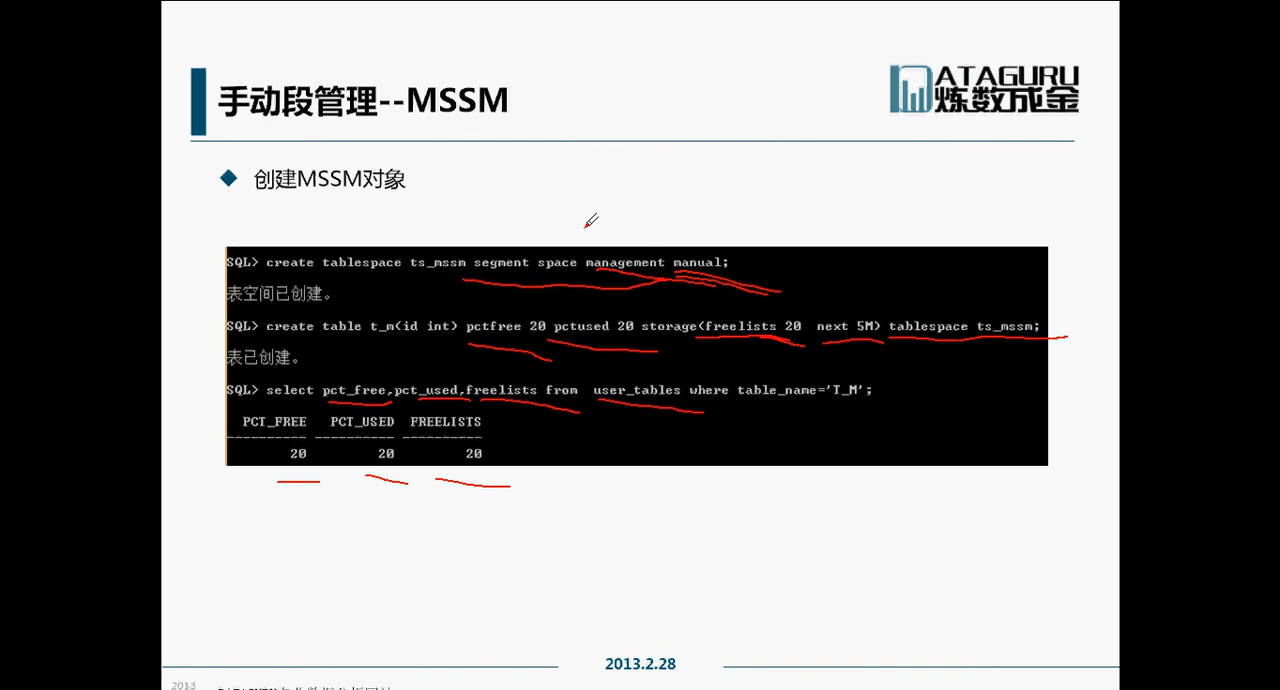 手动段管理--MSSM
ATAGURU
炼数成金
创建MSSM对象
SQL> create tablespace ts_mssm segment space management manual;
表空间已创建。
SQL> create table t_m(id int) pctfree 20 pctused 20 storage(freelists 20  next 5M) tablespace ts_mssm;
表已创建。
SQL> select pct_free,pct_used,freelists from  user_tables where table_name='T_M';
PCT_FREE   PCT_USED  FREELISTS
---------- ---------- ----------
20         20         20
2013.2.28
2013